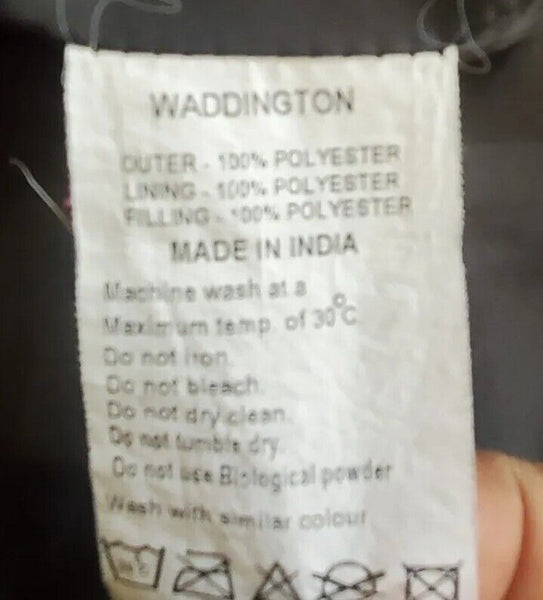 WADDINGTON
OUTER - 100% POLYESTER
LINING - 100% POLYESTER
FILLING - 100% POLYESTER
MADE IN INDIA
Machine wash at a
Maximum temp. of 30°C
Do not iron.
Do not bleach.
Do not dry clean.
Do not tumble dry.
Do not use Biological powder
Wash with similar colour